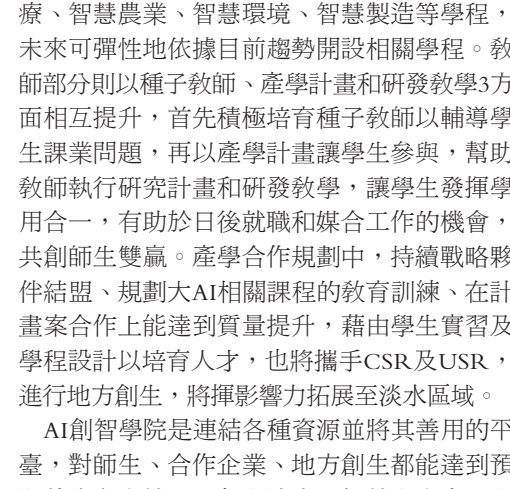 療、智慧農業、智慧環境、智慧製造等學程，
未來可彈性地依據目前趨勢開設相關學程。教
師部分則以種子教師、產學計畫和研發教學3方
面相互提升，首先積極培育種子教師以輔導學
生課業問題，再以產學計畫讓學生參與，幫助
教師執行研究計畫和研發教學，讓學生發揮學
用合一，有助於日後就職和媒合工作的機會，
共創師生雙贏。產學合作規劃中，持續戰略夥
伴結盟、規劃大AI相關課程的教育訓練、在計
畫案合作上能達到質量提升，藉由學生實習及
學程設計以培育人才，也將攜手CSR及USR，
進行地方創生，將揮影響力拓展至淡水區域。
AI創智學院是連結各種資源並將其善用的平
臺，對師生、合作企業、地方創生都能達到預